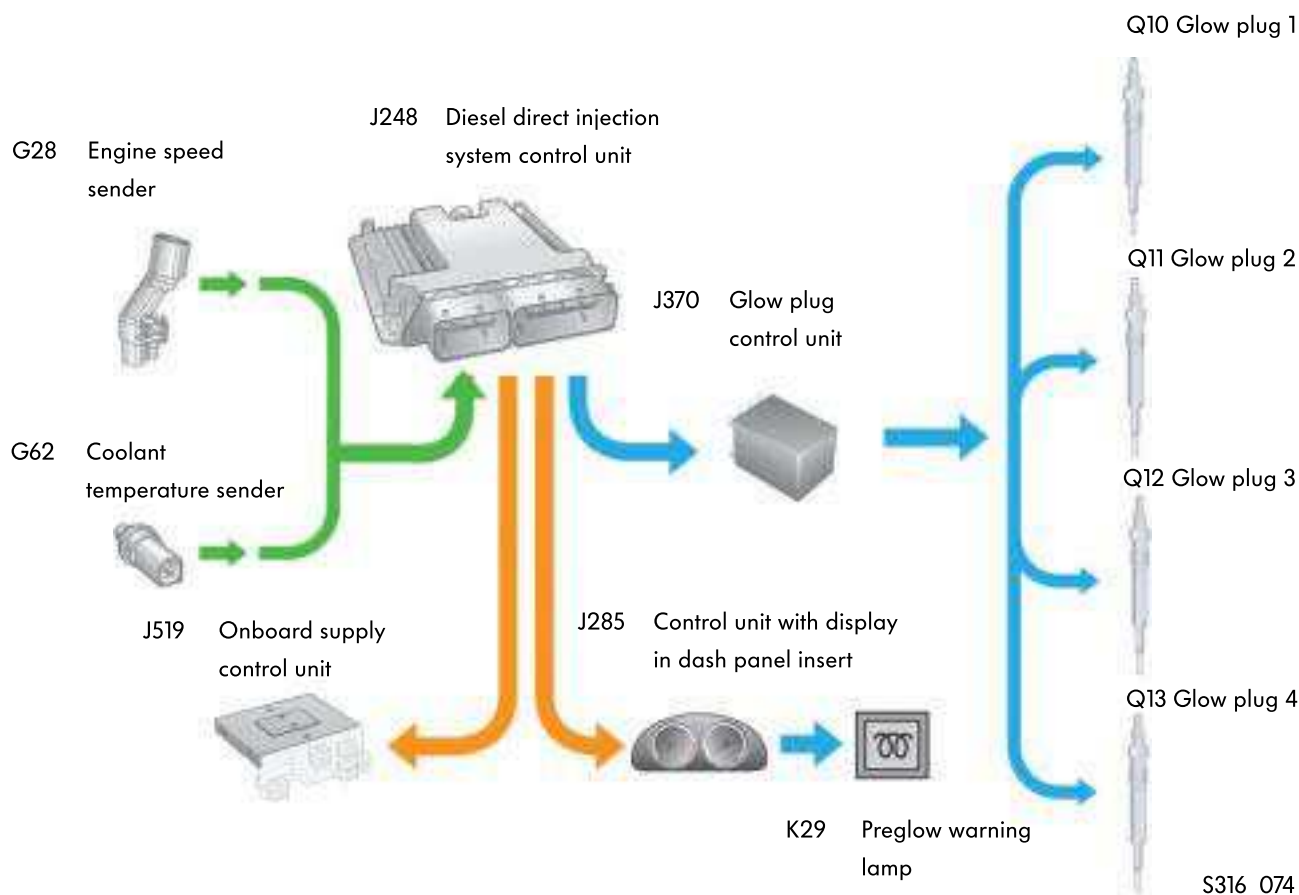 Q10 Glow plug 1
J248 Diesel direct injection
system control unit
G28 Engine speed
sender
Q11 Glow plug 2
J370 Glow plug
control unit
G62 Coolant
temperature sender
Q12 Glow plug 3
J519 Onboard supply
control unit
J285 Control unit with display
in dash panel insert
Q13 Glow plug 4
K29 Preglow warning
lamp
S316_074